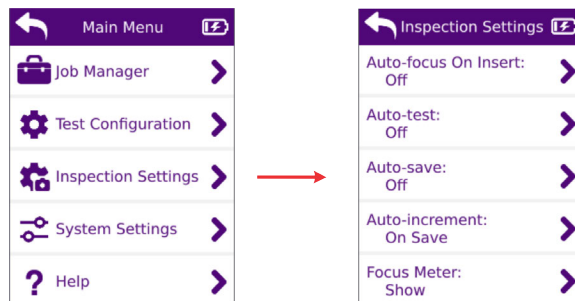 Main Menu
Job Manager
Test Configuration
Inspection Settings
System Settings
? Help
Inspection Settings
Auto-focus On Insert:
Off
Auto-test:
Off
Auto-save:
Off
Auto-increment:
On Save
Focus Meter:
Show